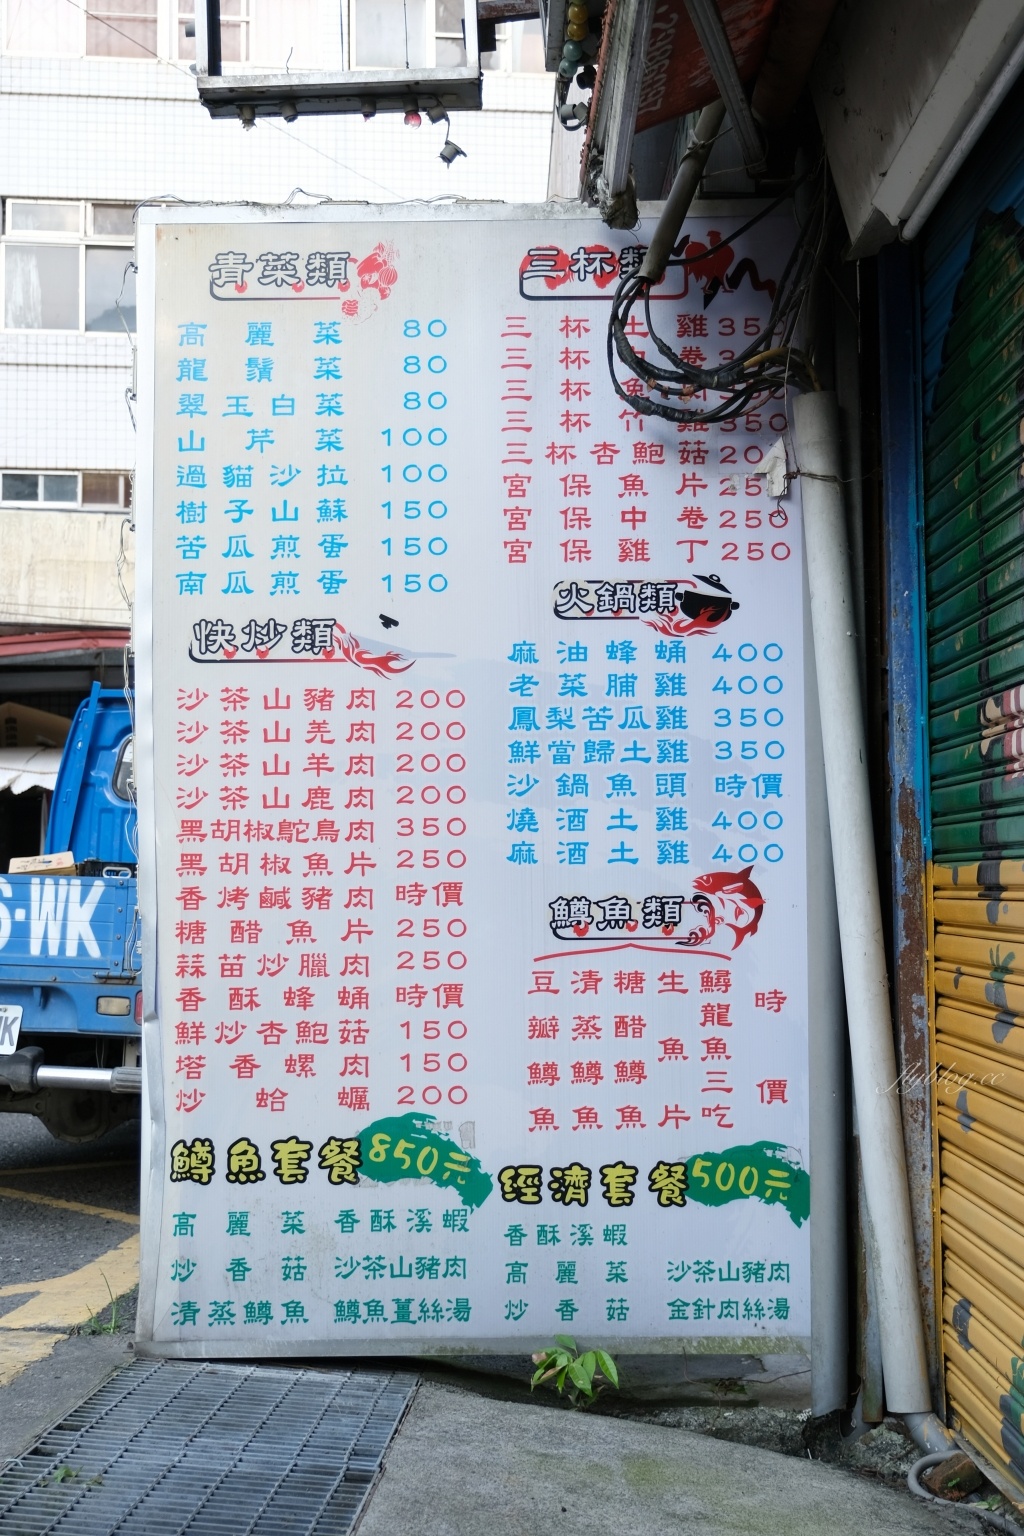 青菜類
高麗菜 80
龍鬚菜 80
翠玉白菜 80
山芹菜 100
過貓沙拉 100
樹子山蘇 150
苦瓜煎蛋 150
南瓜煎蛋 150
快炒類
沙茶山豬肉 200
沙茶山羌肉 200
沙茶山羊肉 200
沙茶山鹿肉 200
黑胡椒鴕鳥肉 350
黑胡椒魚片 250
香烤鹹豬肉 時價
糖醋魚片 250
蒜苗炒臘肉 250
香酥蜂蛹 時價
鮮炒杏鮑菇 150
塔香螺肉 150
炒蛤蠣 200
三杯類
三杯土雞 350
三杯中卷
三杯魚
三杯竹雞 350
三杯杏鮑菇 20
宮保魚片 25
宮保中卷 250
宮保雞丁 250
火鍋類
麻油蜂蛹 400
老菜脯雞 400
鳳梨苦瓜雞 350
鮮當歸土雞 350
沙鍋魚頭 時價
燒酒土雞 400
麻酒土雞 400
鱒魚類
鱘龍魚三吃
生魚片
糖醋鱒魚
清蒸鱒魚
豆瓣鱒魚
時價
鱒魚套餐 850元
高麗菜 香酥溪蝦
炒香菇 沙茶山豬肉
清蒸鱒魚 鱒魚薑絲湯
經濟套餐 500元
香酥溪蝦
高麗菜 沙茶山豬肉
炒香菇 金針肉絲湯
S-WK
flyblog.cc